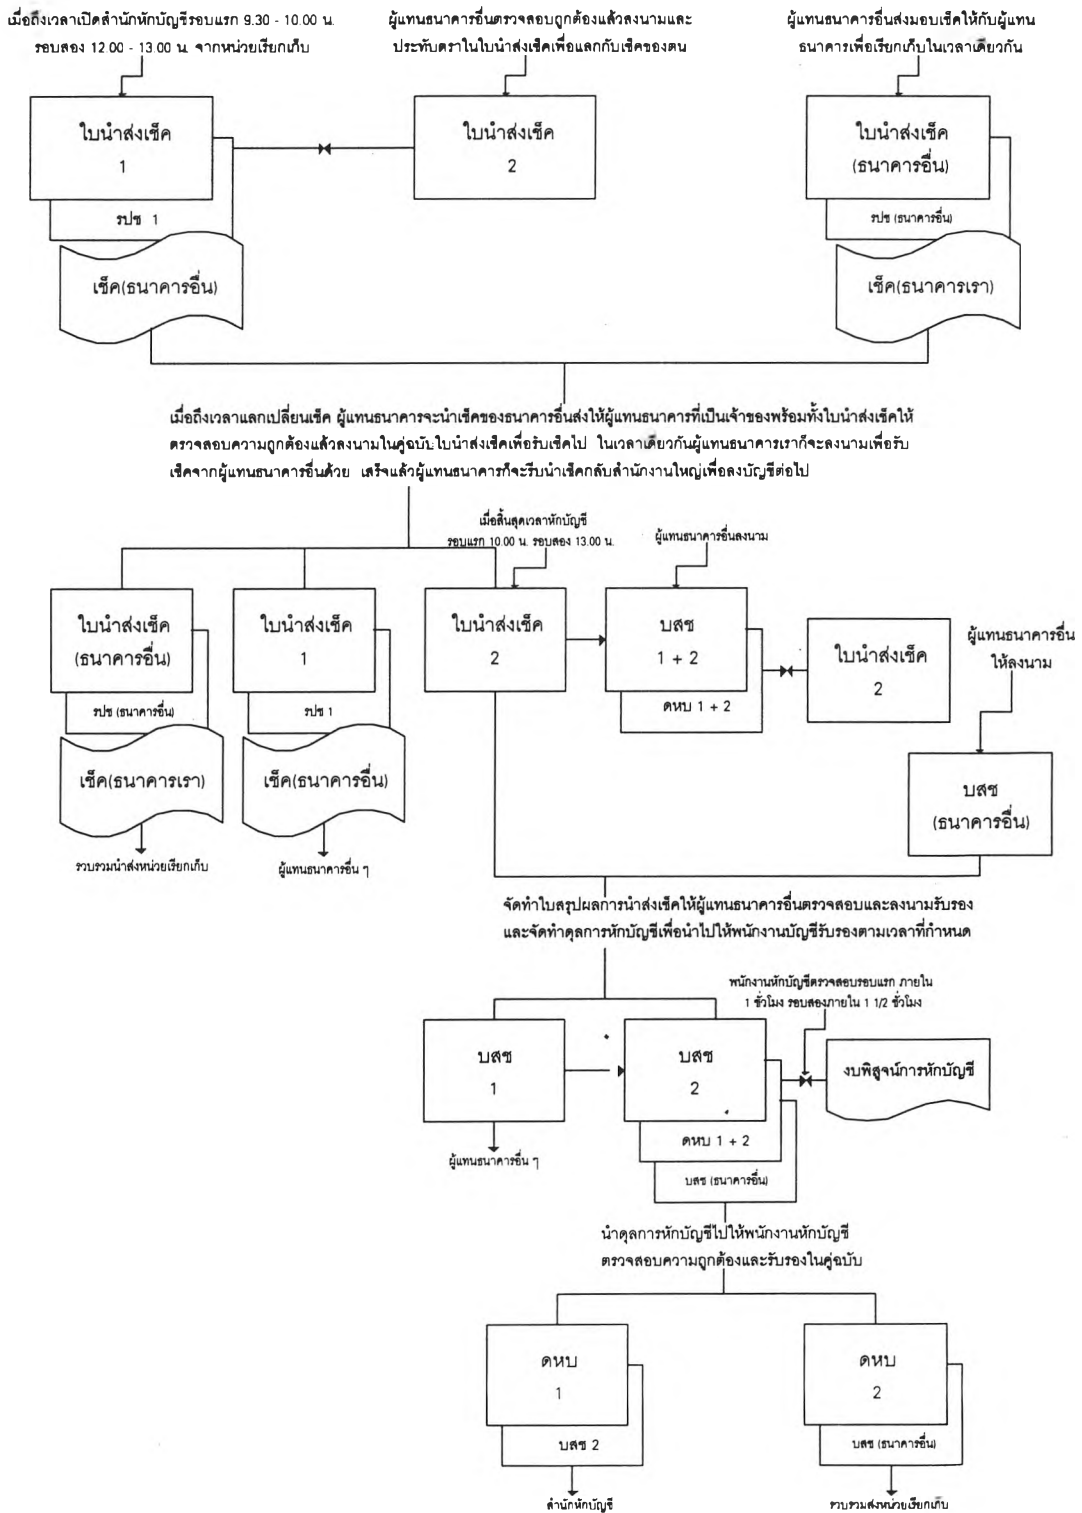 เมื่อถึงเวลาเปิดสำนักหักบัญชีรอบแรก 9.30 - 10.00 น.
รอบสอง 12.00 - 13.00 น. จากหน่วยเรียกเก็บ
ผู้แทนธนาคารอื่นตรวจสอบถูกต้องแล้วลงนามและ
ประทับตราในใบนำส่งเช็คเพื่อแลกกับเช็คของตน
ผู้แทนธนาคารอื่นส่งมอบเช็คให้กับผู้แทน
ธนาคารเพื่อเรียกเก็บในเวลาเดียวกัน
ใบนำส่งเช็ค
1
รปช 1
เช็ค(ธนาคารอื่น)
ใบนำส่งเช็ค
2
ใบนำส่งเช็ค
(ธนาคารอื่น)
รปช (ธนาคารอื่น)
เช็ค(ธนาคารเรา)
เมื่อถึงเวลาแลกเปลี่ยนเช็ค ผู้แทนธนาคารจะนำเช็คของธนาคารอื่นส่งให้ผู้แทนธนาคารที่เป็นเจ้าของพร้อมทั้งใบนำส่งเช็คให้
ตรวจสอบความถูกต้องแล้วลงนามในคู่ฉบับใบนำส่งเช็คเพื่อรับเช็คไป ในเวลาเดียวกันผู้แทนธนาคารเราก็จะลงนามเพื่อรับ
เช็คจากผู้แทนธนาคารอื่นด้วย เสร็จแล้วผู้แทนธนาคารก็จะรีบนำเช็คกลับสำนักงานใหญ่เพื่อลงบัญชีต่อไป
เมื่อสิ้นสุดเวลาหักบัญชี
รอบแรก 10.00 น. รอบสอง 13.00 น.
ผู้แทนธนาคารอื่นลงนาม
ใบนำส่งเช็ค
(ธนาคารอื่น)
รปช (ธนาคารอื่น)
เช็ค(ธนาคารเรา)
รวบรวมนำส่งหน่วยเรียกเก็บ
ใบนำส่งเช็ค
1
รปช 1
เช็ค(ธนาคารอื่น)
ผู้แทนธนาคารอื่น ๆ
ใบนำส่งเช็ค
2
บสช
1 + 2
ดหบ 1 + 2
ใบนำส่งเช็ค
2
ผู้แทนธนาคารอื่น
ให้ลงนาม
บสช
(ธนาคารอื่น)
จัดทำใบสรุปผลการนำส่งเช็คให้ผู้แทนธนาคารอื่นตรวจสอบและลงนามรับรอง
และจัดทำดุลการหักบัญชีเพื่อนำไปให้พนักงานบัญชีรับรองตามเวลาที่กำหนด
พนักงานหักบัญชีตรวจสอบรอบแรก ภายใน
1 ชั่วโมง รอบสองภายใน 1 1/2 ชั่วโมง
บสช
1
ผู้แทนธนาคารอื่น ๆ
บสช
2
ดหบ 1 + 2
บสช (ธนาคารอื่น)
งบพิสูจน์การหักบัญชี
นำดุลการหักบัญชีไปให้พนักงานหักบัญชี
ตรวจสอบความถูกต้องและรับรองในคู่ฉบับ
ดหบ
1
บสช 2
สำนักหักบัญชี
ดหบ
2
บสช (ธนาคารอื่น)
รวบรวมส่งหน่วยเรียกเก็บ